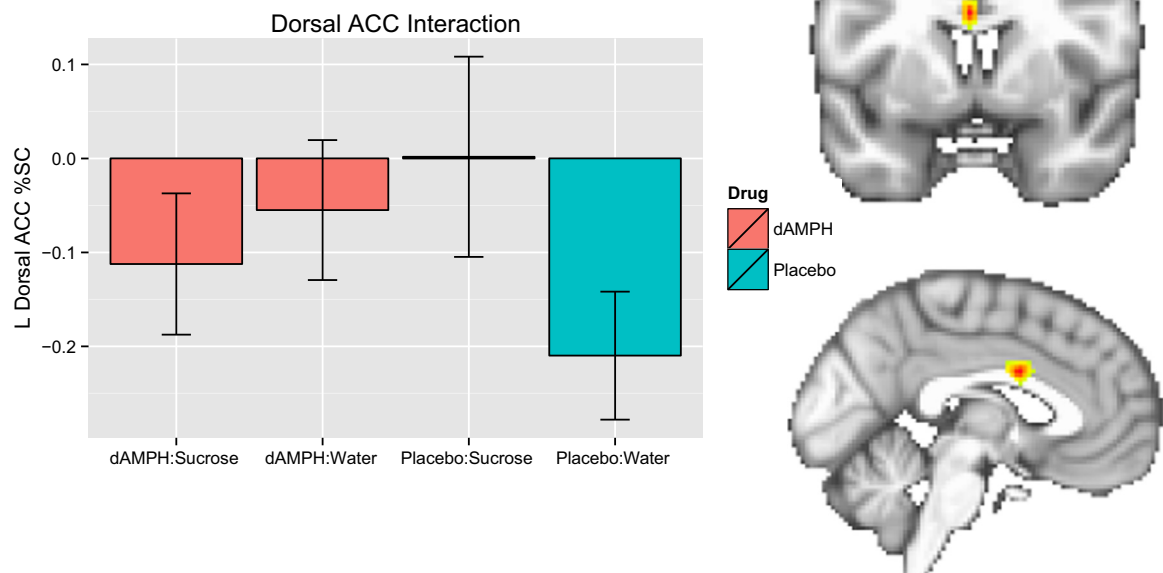 Dorsal ACC Interaction
L Dorsal ACC %SC
0.1
0.0
−0.1
−0.2
dAMPH:Sucrose dAMPH:Water Placebo:Sucrose Placebo:Water
Drug
dAMPH
Placebo